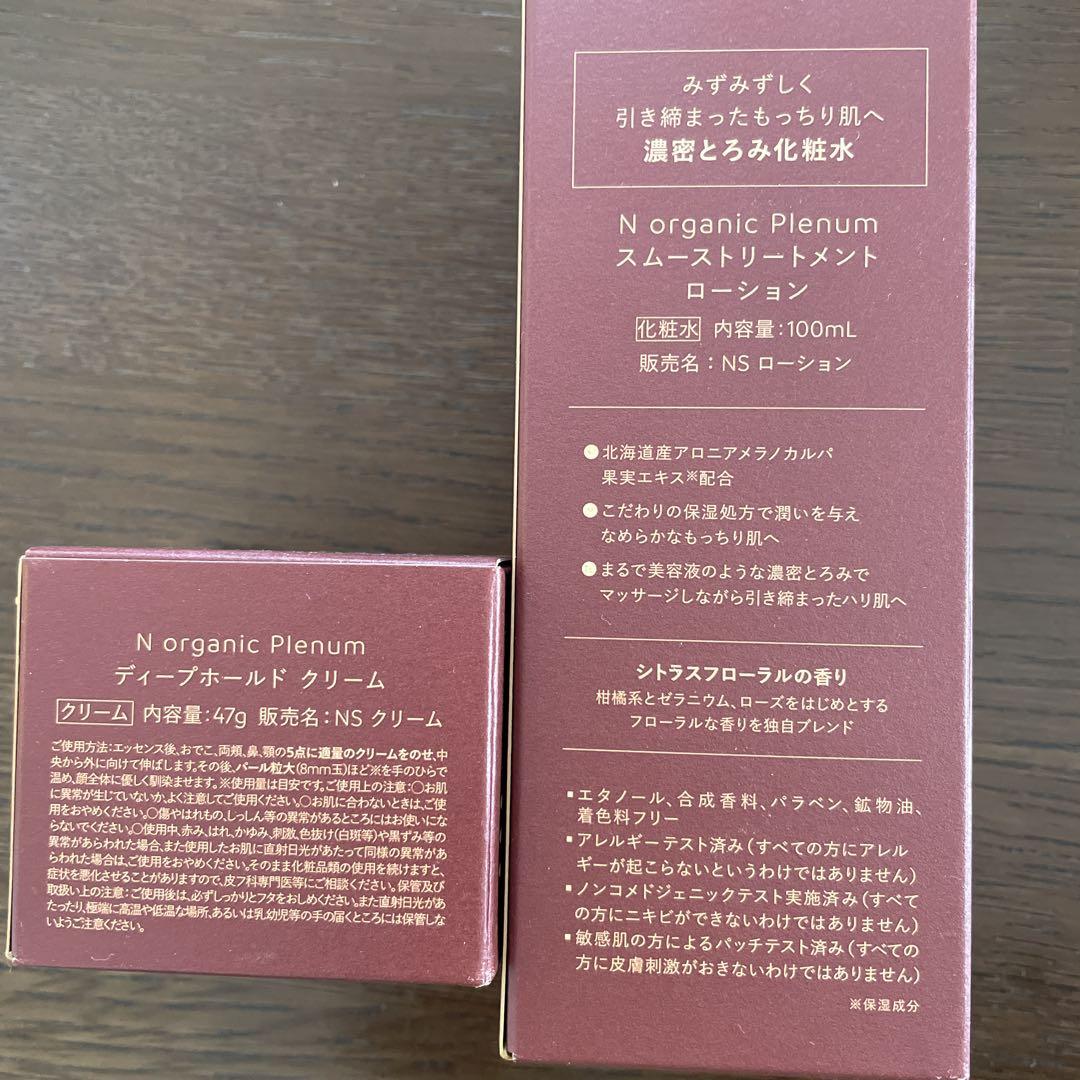 みずみずしく
引き締まったもっちり肌へ
濃密とろみ化粧水
N organic Plenum
スムーストリートメント
ローション
化粧水 内容量:100mL
販売名:NS ローション
●北海道産アロニアメラノカルパ
果実エキス※配合
●こだわりの保湿処方で潤いを与え
なめらかなもっちり肌へ
●まるで美容液のような濃密とろみで
マッサージしながら引き締まったハリ肌へ
シトラスフローラルの香り
柑橘系とゼラニウム、ローズをはじめとする
フローラルな香りを独自ブレンド
▪エタノール、合成香料、パラベン、鉱物油、
着色料フリー
▪アレルギーテスト済み(すべての方にアレル
ギーが起こらないというわけではありません)
▪ノンコメドジェニックテスト実施済み(すべて
の方にニキビができないわけではありません)
▪敏感肌の方によるパッチテスト済み(すべての
方に皮膚刺激がおきないわけではありません)
※保湿成分
N organic Plenum
ディープホールド クリーム
クリーム 内容量:47g 販売名:NS クリーム
ご使用方法:エッセンス後、おでこ、両頬、鼻、顎の5点に適量のクリームをのせ、中
央から外に向けて伸ばします。その後、パール粒大(8mm玉)ほど※を手のひらで
温め、顔全体に優しく馴染ませます。※使用量は目安です。ご使用上の注意:○お肌
に異常が生じていないか、よく注意してご使用ください。○お肌に合わないときは、ご使
用をおやめください。○傷やはれもの、しっしん等の異常があるところにはお使いにな
らないでください。○使用中、赤み、はれ、かゆみ、刺激、色抜け(白斑等)や黒ずみ等の
異常があらわれた場合、また使用したお肌に直射日光があたって同様の異常があ
らわれた場合は、ご使用をおやめください。そのまま化粧品類の使用を続けますと、
症状を悪化させることがありますので、皮フ科専門医等にご相談ください。保管及び
取扱い上の注意:ご使用後は、必ずしっかりとフタをおしめください。また直射日光があ
たったり、極端に高温や低温な場所、あるいは乳幼児等の手の届くところには保管しな
いようご注意ください。